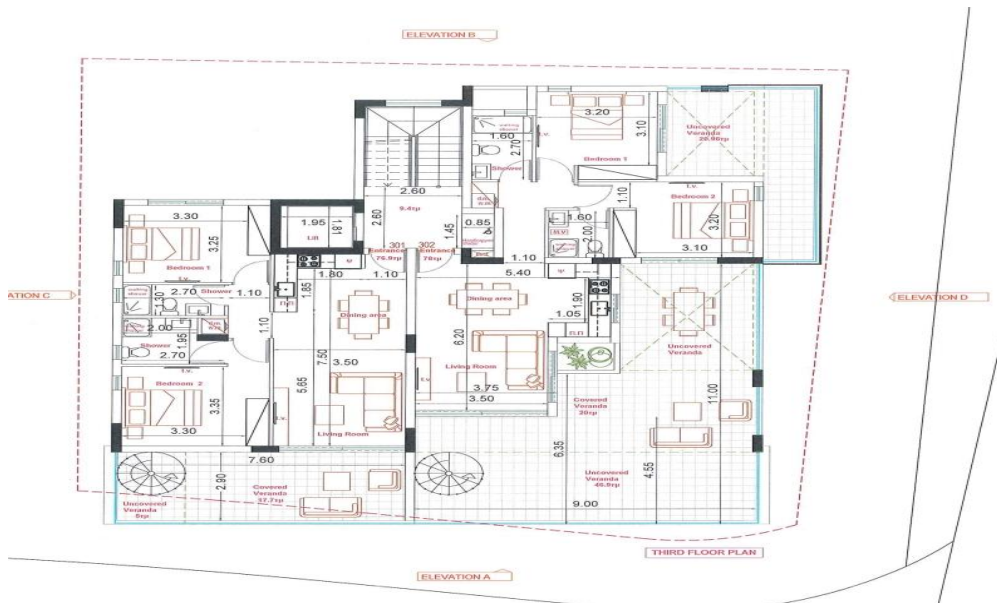 ELEVATION B
3.20
3.10
1.60
2.70
Shower
Bedroom 1
Uncovered
Veranda
2.60
9.4τμ
2.60
1.45
0.85
1.10
Bedroom 2
3.20
3.10
1.60
2.00
1.10
3.30
3.25
Bedroom 1
1.95
1.81
Lift
301
302
Entrance
76.9τμ
Entrance
78τμ
1.80
1.10
5.40
ATION C
ELEVATION D
2.70
Shower
1.10
1.30
2.00
1.95
Shower
2.70
1.85
1.10
Dining area
7.50
3.50
5.65
Living Room
Bedroom 2
3.35
3.30
Dining area
6.20
1.90
1.05
Π.Π
Living Room
3.75
3.50
Uncovered
Veranda
11.00
Covered
Veranda
6.35
4.55
Uncovered
Veranda
9.00
7.60
2.90
Covered
Veranda
Uncovered
Veranda
THIRD FLOOR PLAN
ELEVATION A